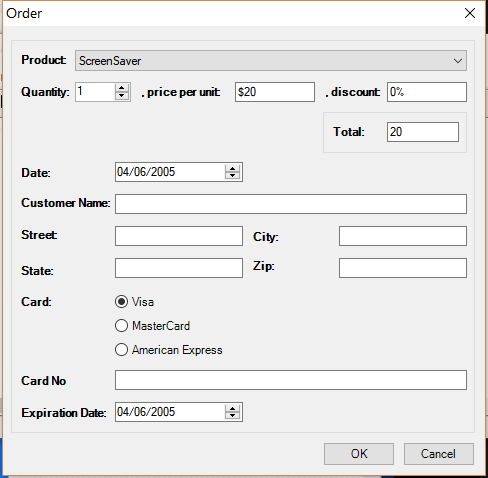 Order
Product: ScreenSaver
Quantity: 1 , price per unit: $20 , discount: 0%
Total: 20
Date: 04/06/2005
Customer Name:
Street: City:
State: Zip:
Card: Visa
MasterCard
American Express
Card No
Expiration Date: 04/06/2005
OK Cancel